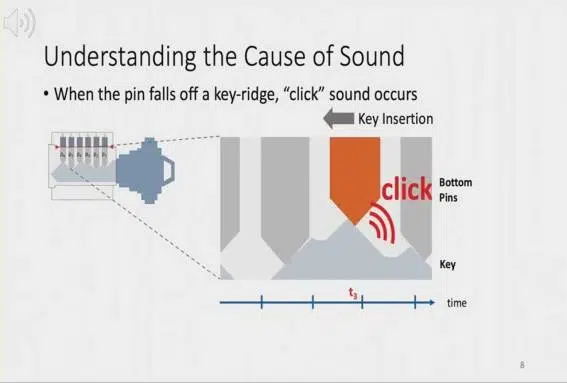 Understanding the Cause of Sound
• When the pin falls off a key-ridge, “click” sound occurs
Key Insertion
click
Bottom
Pins
Key
t3
time
8